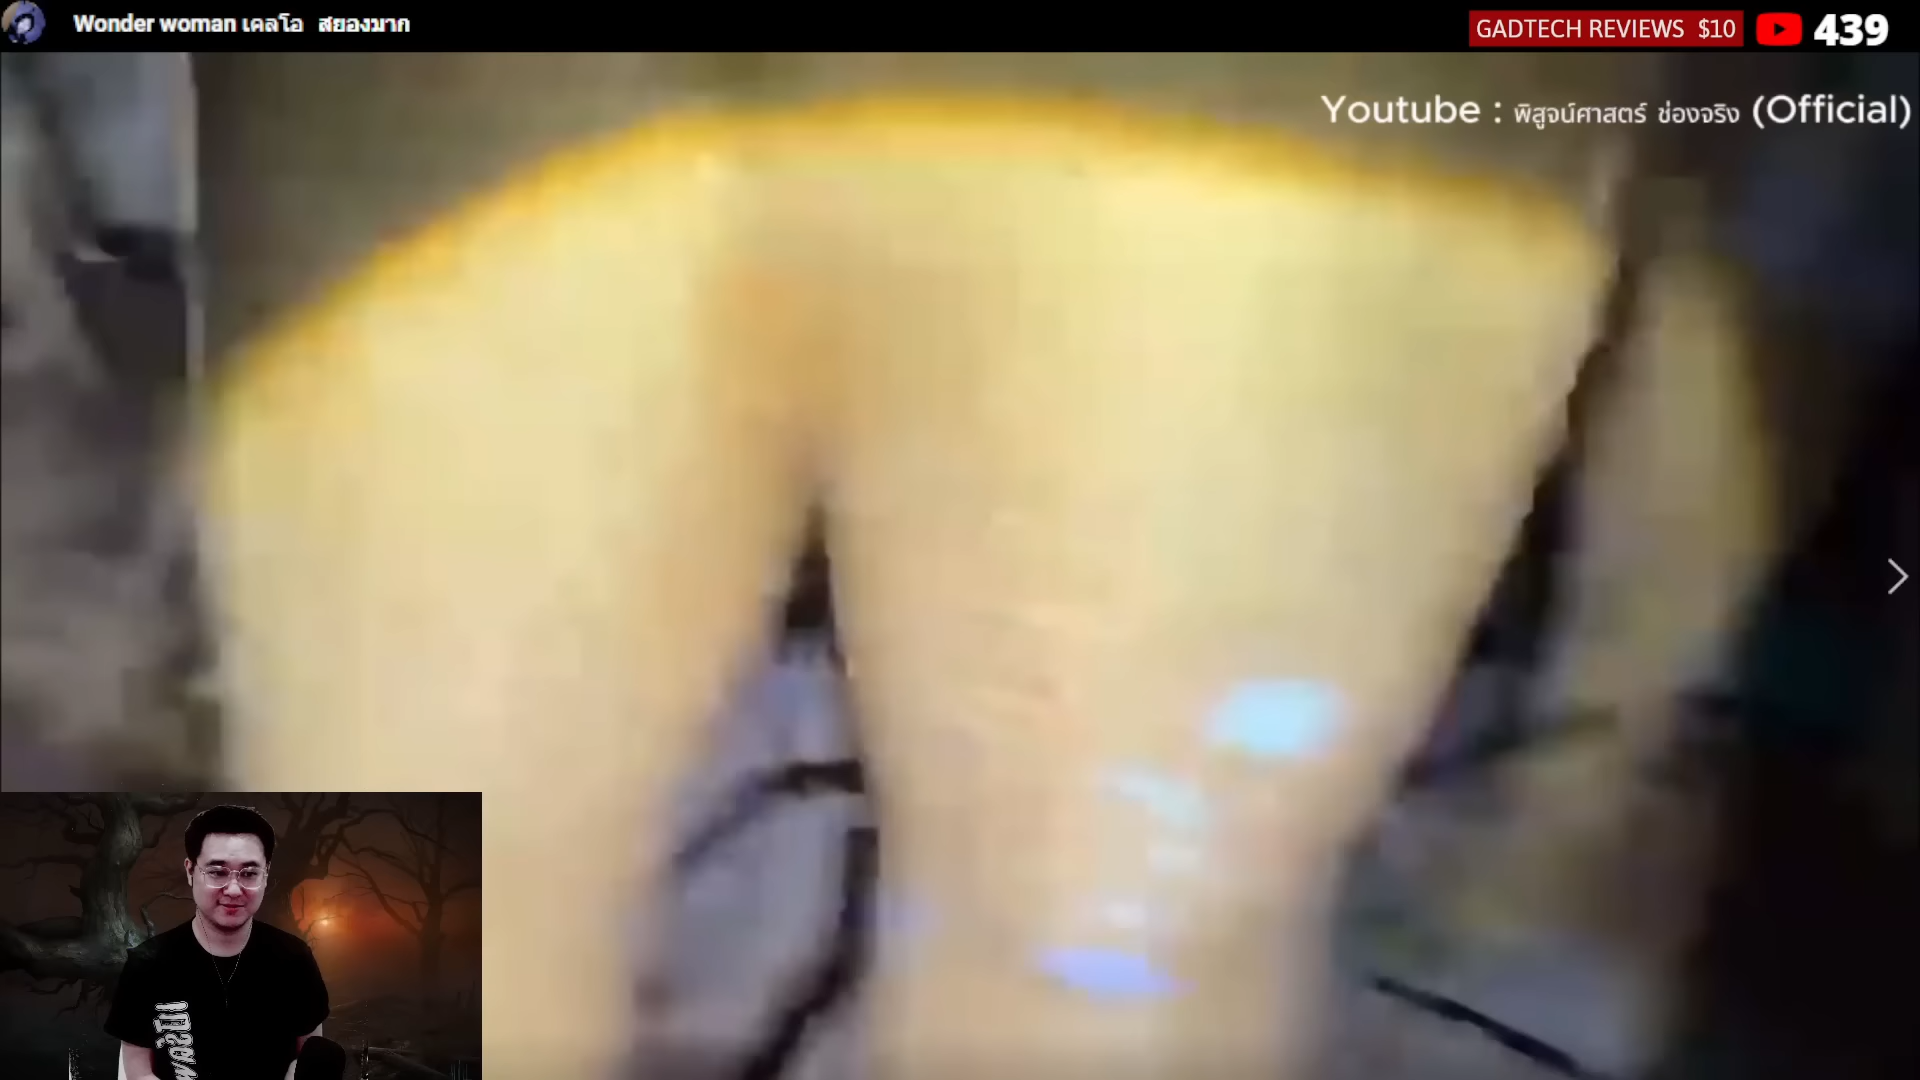 Wonder woman เคลโอ สยองมาก
GADTECH REVIEWS $10
439
Youtube : พิสูจน์ศาสตร์ ช่องจริง (Official)